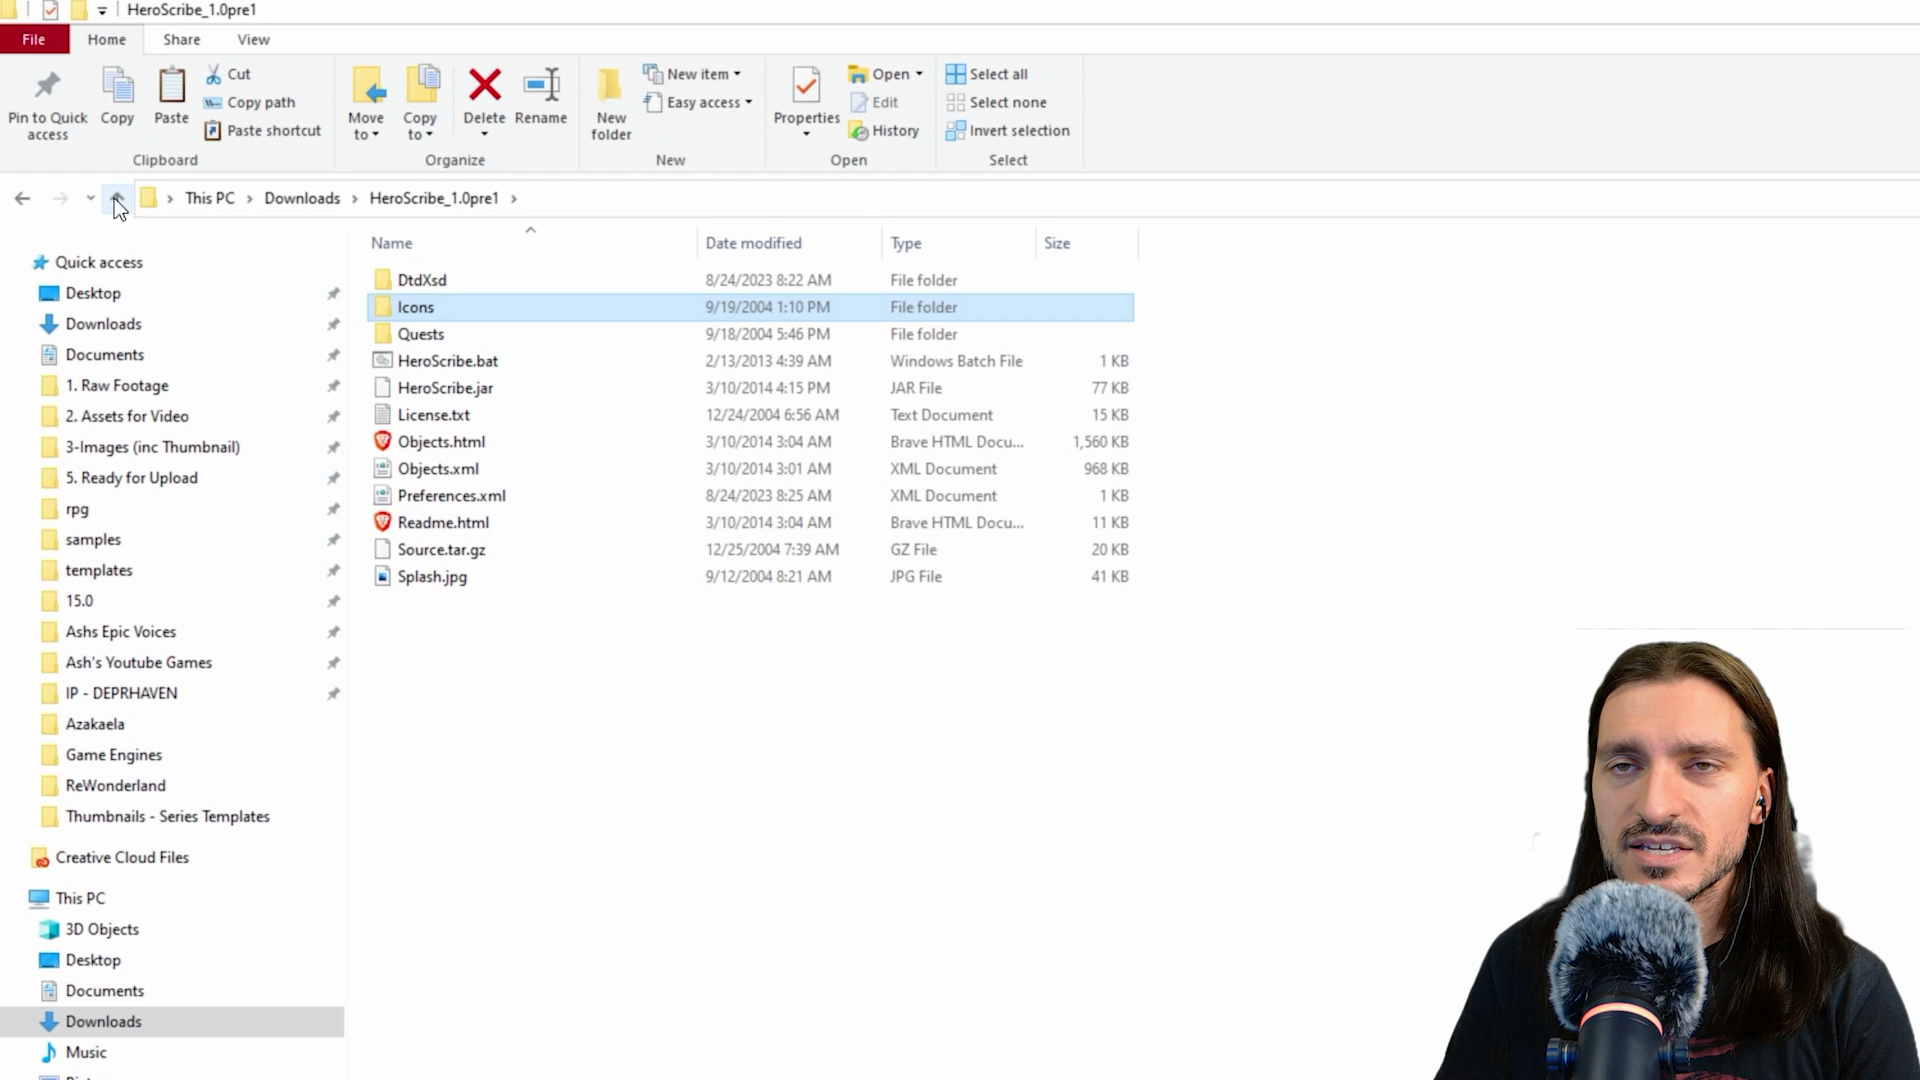 HeroScribe_1.0pre1
File Home Share View
Pin to Quick access
Copy
Paste
Cut
Copy path
Paste shortcut
Clipboard
Move to
Copy to
Delete
Rename
Organize
New folder
New item
Easy access
New
Properties
Open
Edit
History
Open
Select all
Select none
Invert selection
Select
This PC > Downloads > HeroScribe_1.0pre1 >
Name Date modified Type Size
Quick access
Desktop
Downloads
Documents
1. Raw Footage
2. Assets for Video
3-Images (inc Thumbnail)
5. Ready for Upload
rpg
samples
templates
15.0
Ashs Epic Voices
Ash's Youtube Games
IP - DEPRHAVEN
Azakaela
Game Engines
ReWonderland
Thumbnails - Series Templates
Creative Cloud Files
This PC
3D Objects
Desktop
Documents
Downloads
Music
DtdXsd 8/24/2023 8:22 AM File folder
Icons 9/19/2004 1:10 PM File folder
Quests 9/18/2004 5:46 PM File folder
HeroScribe.bat 2/13/2013 4:39 AM Windows Batch File 1 KB
HeroScribe.jar 3/10/2014 4:15 PM JAR File 77 KB
License.txt 12/24/2004 6:56 AM Text Document 15 KB
Objects.html 3/10/2014 3:04 AM Brave HTML Docu... 1,560 KB
Objects.xml 3/10/2014 3:01 AM XML Document 968 KB
Preferences.xml 8/24/2023 8:25 AM XML Document 1 KB
Readme.html 3/10/2014 3:04 AM Brave HTML Docu... 11 KB
Source.tar.gz 12/25/2004 7:39 AM GZ File 20 KB
Splash.jpg 9/12/2004 8:21 AM JPG File 41 KB